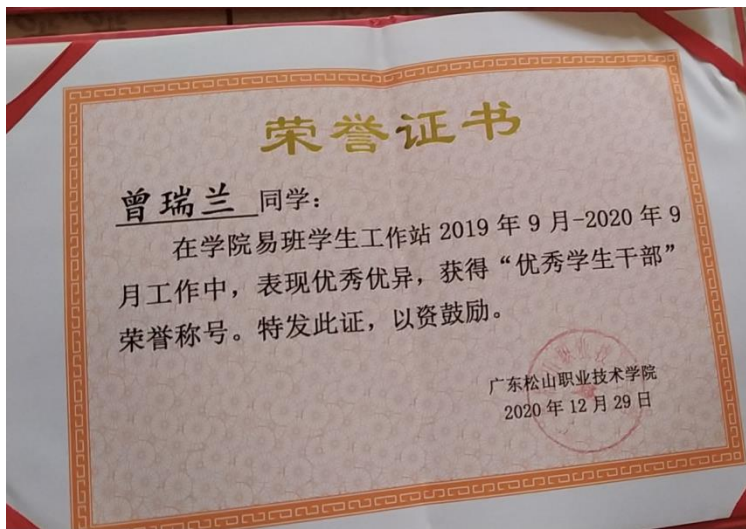 荣誉证书
曾瑞兰 同学：
在学院易班学生工作站 2019 年 9 月-2020 年 9
月工作中，表现优秀优异，获得“优秀学生干部”
荣誉称号。特发此证，以资鼓励。
广东松山职业技术学院
2020 年 12 月 29 日